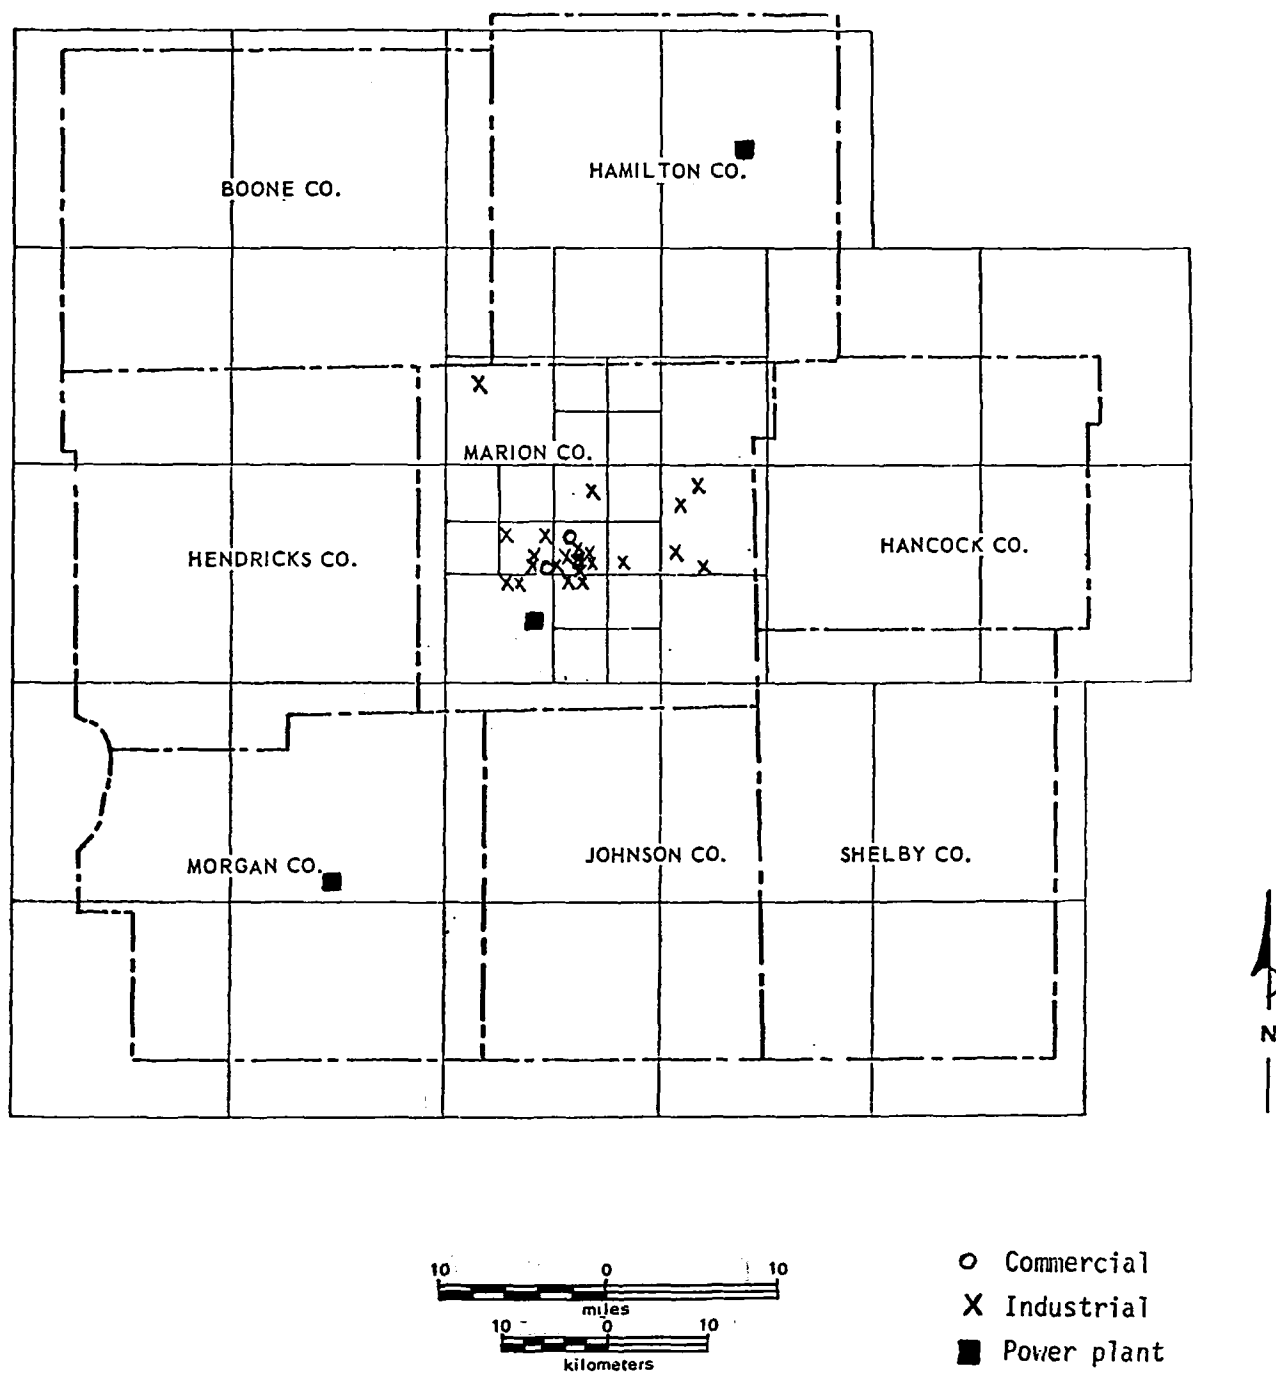 HAMILTON CO.
BOONE CO.
MARION CO.
HANCOCK CO.
HENDRICKS CO.
JOHNSON CO.
SHELBY CO.
MORGAN CO.
N
10 0 10
miles
10 0 10
kilometers
O Commercial
X Industrial
■ Power plant